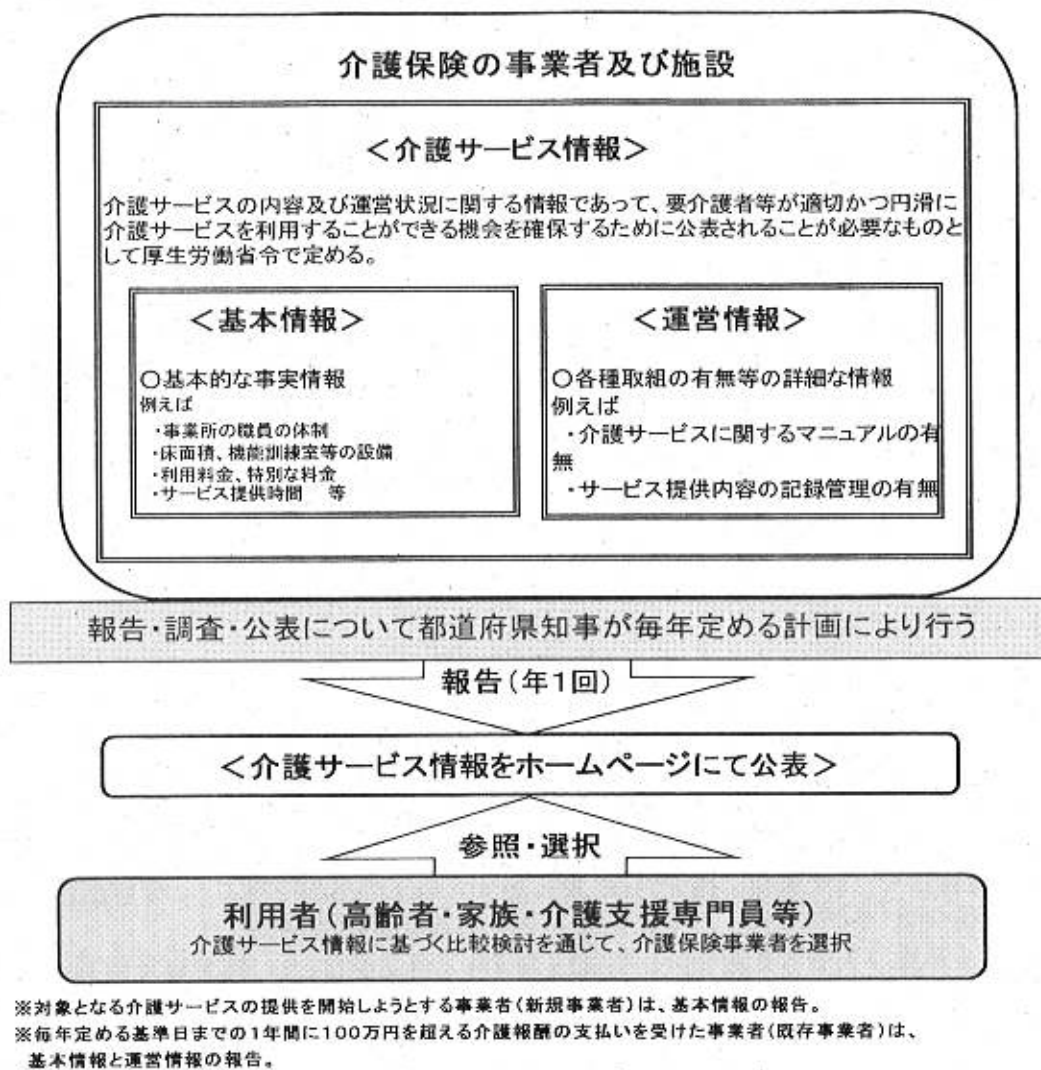 介護保険の事業者及び施設
＜介護サービス情報＞
介護サービスの内容及び運営状況に関する情報であって、要介護者等が適切かつ円滑に
介護サービスを利用することができる機会を確保するために公表されることが必要なものと
して厚生労働省令で定める。
＜基本情報＞
○基本的な事実情報
例えば
・事業所の職員の体制
・床面積、機能訓練室等の設備
・利用料金、特別な料金
・サービス提供時間　等
＜運営情報＞
○各種取組の有無等の詳細な情報
例えば
・介護サービスに関するマニュアルの有
無
・サービス提供内容の記録管理の有無
報告・調査・公表について都道府県知事が毎年定める計画により行う
報告（年1回）
＜介護サービス情報をホームページにて公表＞
参照・選択
利用者（高齢者・家族・介護支援専門員等）
介護サービス情報に基づく比較検討を通じて、介護保険事業者を選択
※対象となる介護サービスの提供を開始しようとする事業者（新規事業者）は、基本情報の報告。
※毎年定める基準日までの1年間に100万円を超える介護報酬の支払いを受けた事業者（既存事業者）は、
基本情報と運営情報の報告。